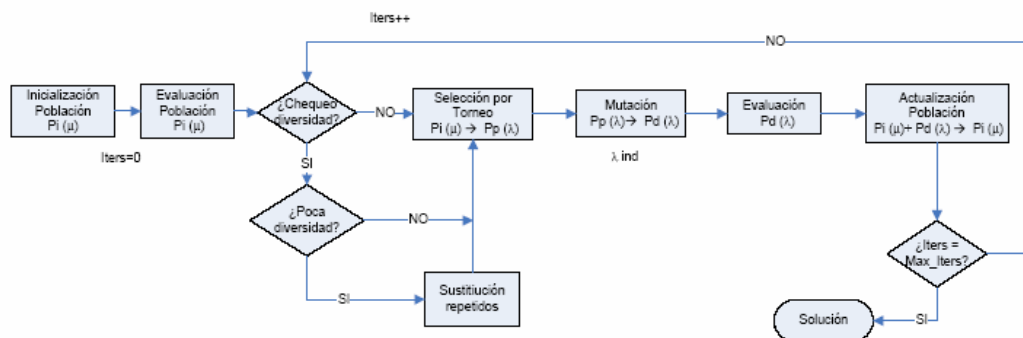 Iters++
NO
Inicialización
Población
Pi (μ)
Evaluación
Población
Pi (μ)
¿Chequeo
diversidad?
NO
Selección por
Torneo
Pi (μ) → Pp (λ)
Mutación
Pp (λ)→ Pd (λ)
Evaluación
Pd (λ)
Actualización
Población
Pi (μ)+ Pd (λ) → Pi (μ)
Iters=0
λ ind
SI
¿Poca
diversidad?
NO
¿Iters =
Max_Iters?
SI
Sustitiución
repetidos
Solución
SI